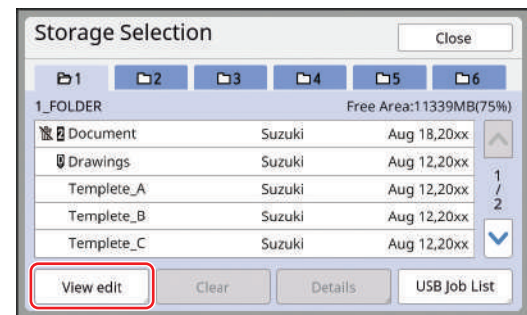 Storage Selection
Close
1 2 3 4 5 6
1_FOLDER Free Area:11339MB(75%)
2 Document Suzuki Aug 18,20xx
Drawings Suzuki Aug 12,20xx
Templete_A Suzuki Aug 12,20xx
Templete_B Suzuki Aug 12,20xx
Templete_C Suzuki Aug 12,20xx
1
/
2
View edit Clear Details USB Job List